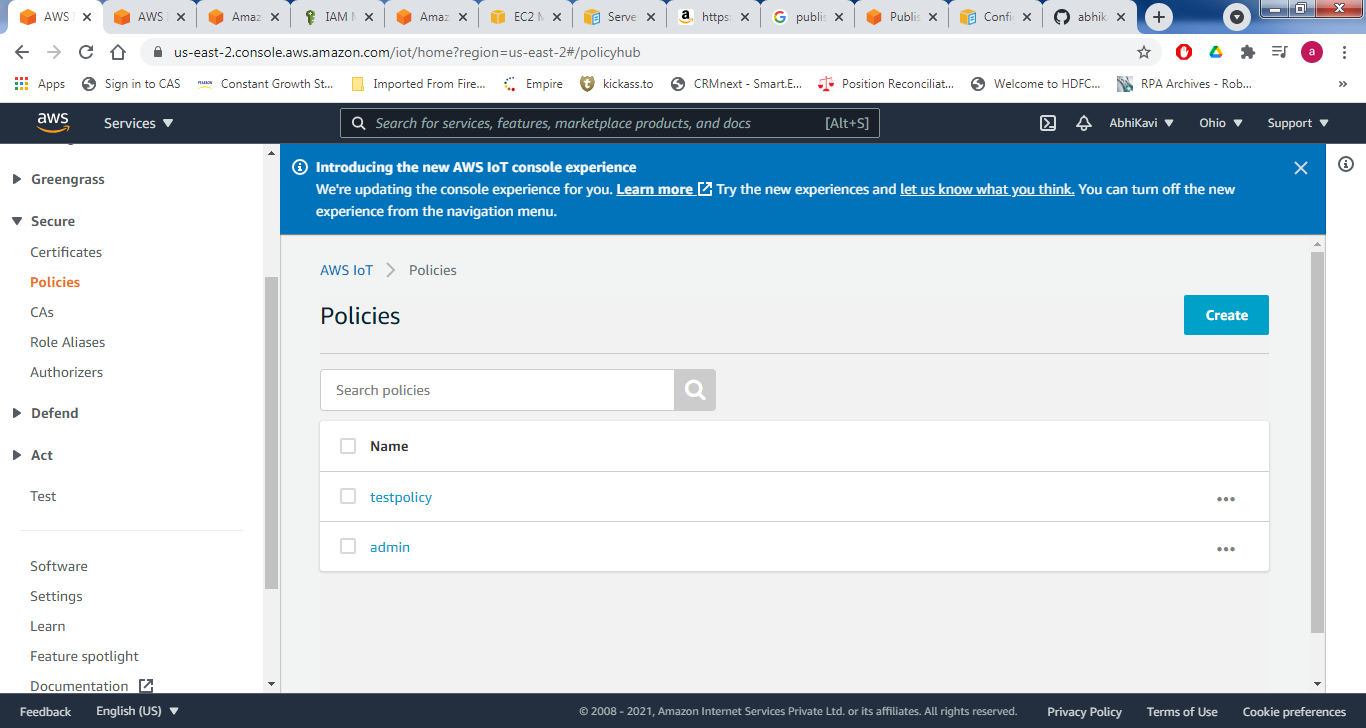 AWS
AWS
Amaz
IAM M
Amaz
EC2 M
Serve
https:
publis
Publis
Confi
abhik
us-east-2.console.aws.amazon.com/iot/home?region=us-east-2#/policyhub
a
Apps
Sign in to CAS
Constant Growth St...
Imported From Fire...
Empire
kickass.to
CRMnext - Smart.E...
Position Reconciliat...
Welcome to HDFC...
RPA Archives - Rob...
»
aws
Services
Search for services, features, marketplace products, and docs
[Alt+S]
AbhiKavi
Ohio
Support
Greengrass
Secure
Certificates
Policies
CAs
Role Aliases
Authorizers
Defend
Act
Test
Software
Settings
Learn
Feature spotlight
Documentation
Introducing the new AWS IoT console experience
We're updating the console experience for you. Learn more Try the new experiences and let us know what you think. You can turn off the new
experience from the navigation menu.
AWS IoT
Policies
Policies
Create
Search policies
Name
testpolicy
admin
Feedback
English (US)
© 2008 - 2021, Amazon Internet Services Private Ltd. or its affiliates. All rights reserved.
Privacy Policy
Terms of Use
Cookie preferences